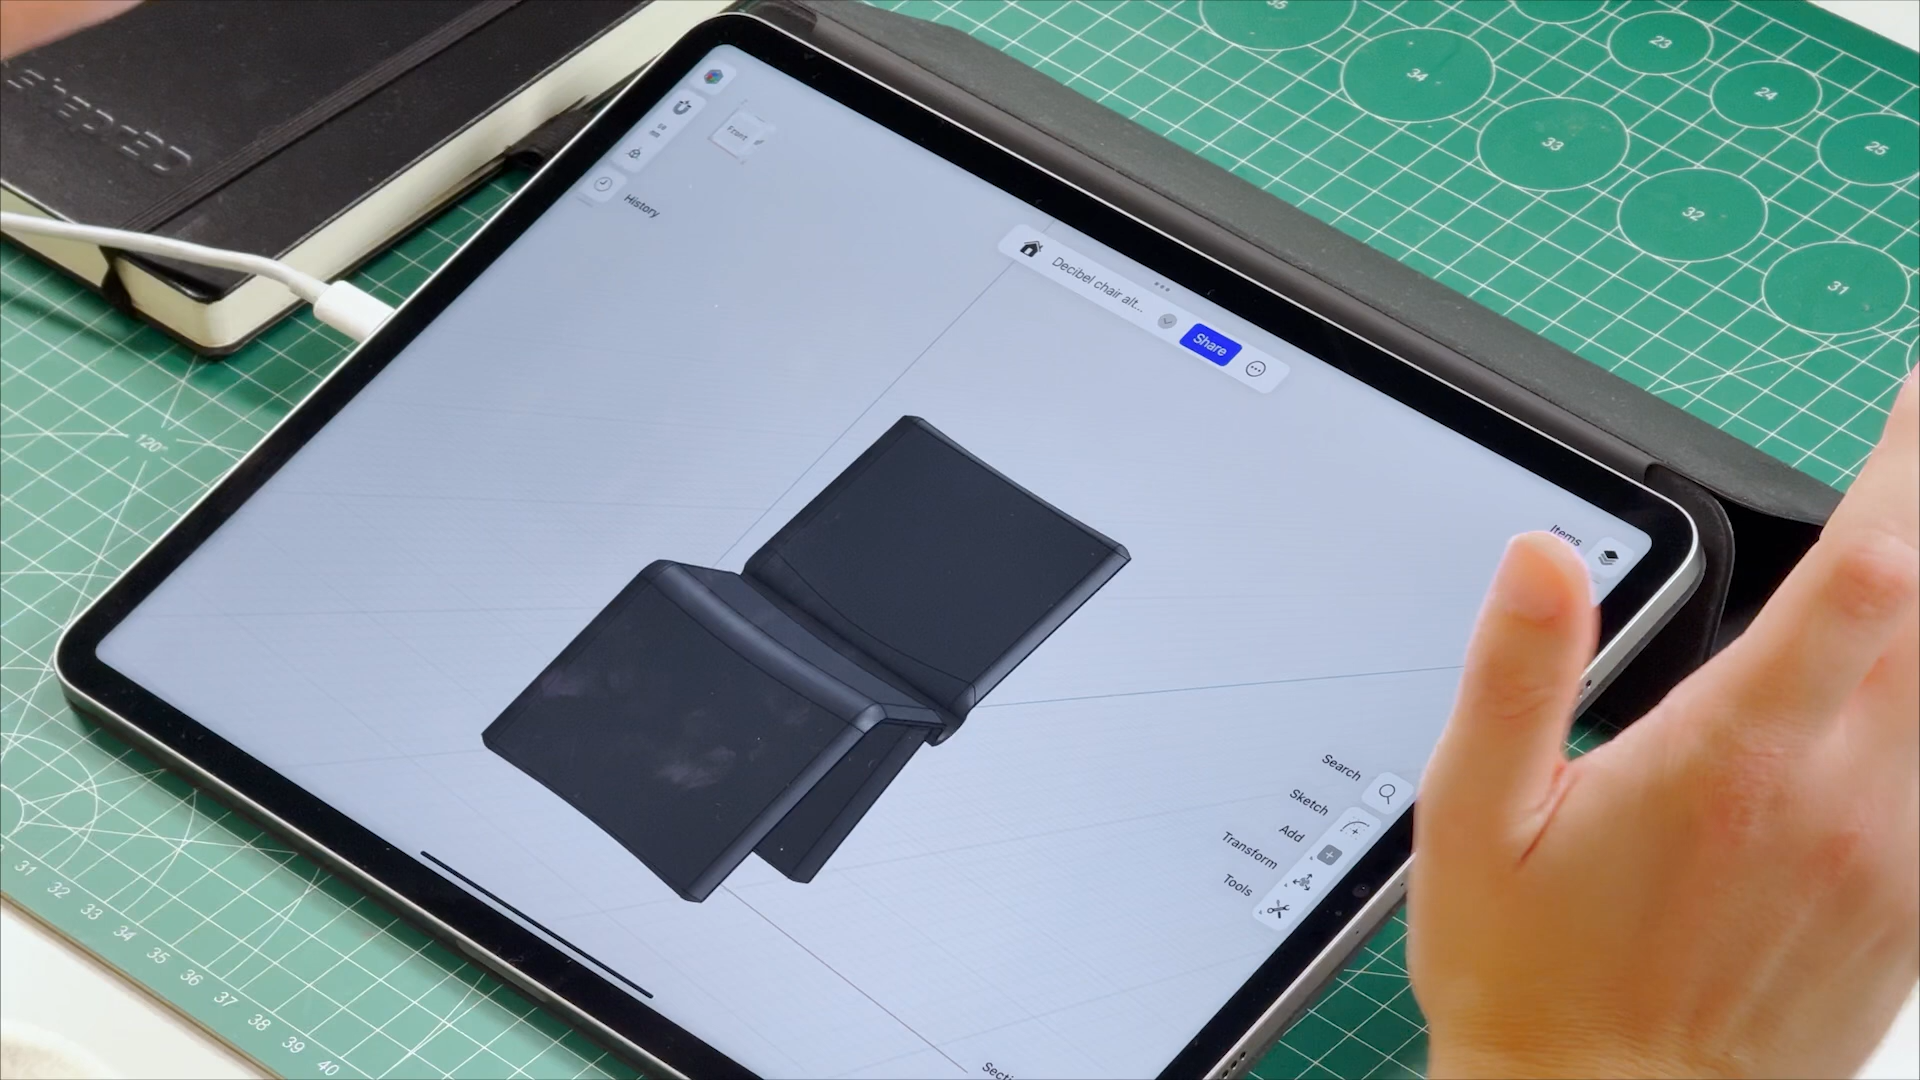 35
34
33
32
31
23
24
25
Front
History
Decibel chair alt...
Share
Items
Search
Sketch
Add
Transform
Tools
120°
31
32
33
34
35
36
37
38
39
40